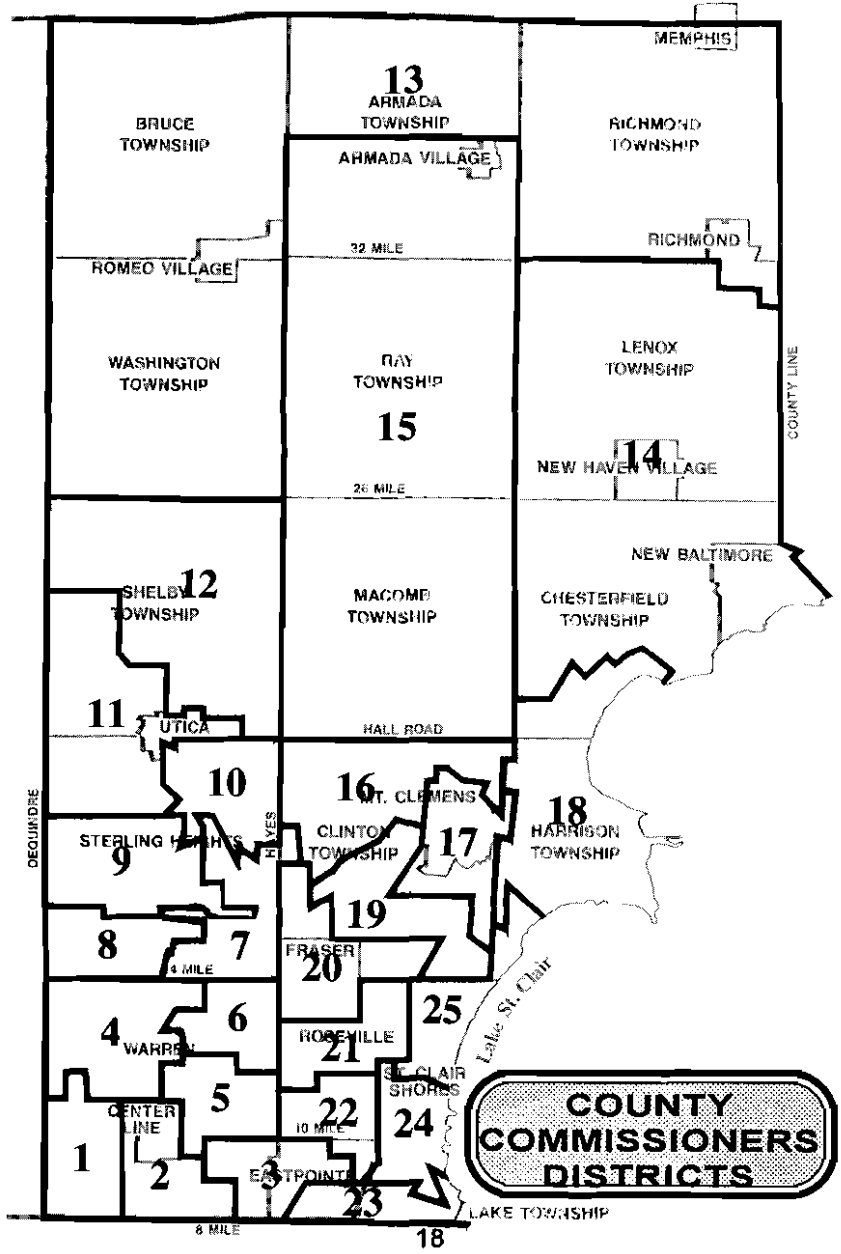 MEMPHIS
13
ARMADA
TOWNSHIP
BRUCE
TOWNSHIP
RICHMOND
TOWNSHIP
ARMADA VILLAGE
RICHMOND
32 MILE
ROMEO VILLAGE
WASHINGTON
TOWNSHIP
RAY
TOWNSHIP
LENOX
TOWNSHIP
COUNTY LINE
15
14
NEW HAVEN VILLAGE
26 MILE
NEW BALTIMORE
12
SHELBY
TOWNSHIP
MACOMB
TOWNSHIP
CHESTERFIELD
TOWNSHIP
11
UTICA
HALL ROAD
10
16
MT. CLEMENS
18
HARRISON
TOWNSHIP
DEQUINDRE
STERLING HEIGHTS
HAYES
CLINTON
TOWNSHIP
17
9
19
8
7
4 MILE
FRASER
20
Lake St. Clair
25
6
4
WARREN
ROSEVILLE
21
ST. CLAIR
SHORES
5
CENTER
LINE
22
10 MILE
24
COUNTY
COMMISSIONERS
DISTRICTS
1
2
3
EASTPOINTE
23
LAKE TOWNSHIP
8 MILE
18